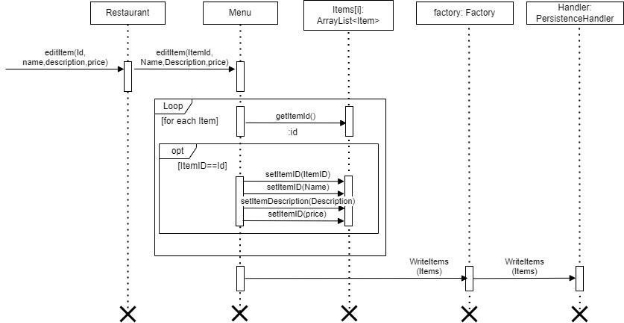 Restaurant
Menu
Items[i]:
ArrayList<Item>
factory: Factory
Handler:
PersistenceHandler
editItem(Id,
name,description,price)
editItem(ItemId,
Name,Description,price)
Loop
[for each Item]
getItemId()
:id
opt
[ItemID==Id]
setItemID(ItemID)
setItemID(Name)
setItemDescription(Description)
setItemID(price)
WriteItems
(Items)
WriteItems
(Items)